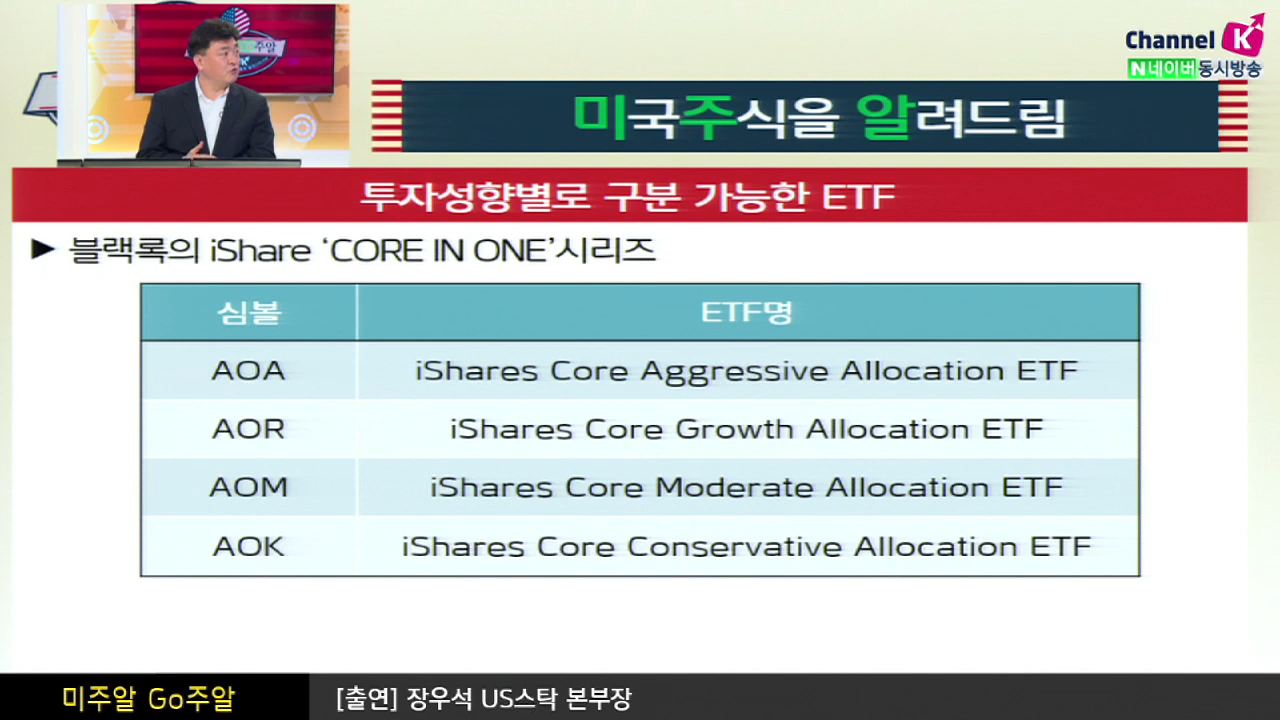 주알
Channel K
N 네이버 동시방송
미국주식을 알려드림
투자성향별로 구분 가능한 ETF
▶ 블랙록의 iShare ‘CORE IN ONE’시리즈
심볼 ETF명
AOA iShares Core Aggressive Allocation ETF
AOR iShares Core Growth Allocation ETF
AOM iShares Core Moderate Allocation ETF
AOK iShares Core Conservative Allocation ETF
미주알 Go주알 [출연] 장우석 US스탁 본부장